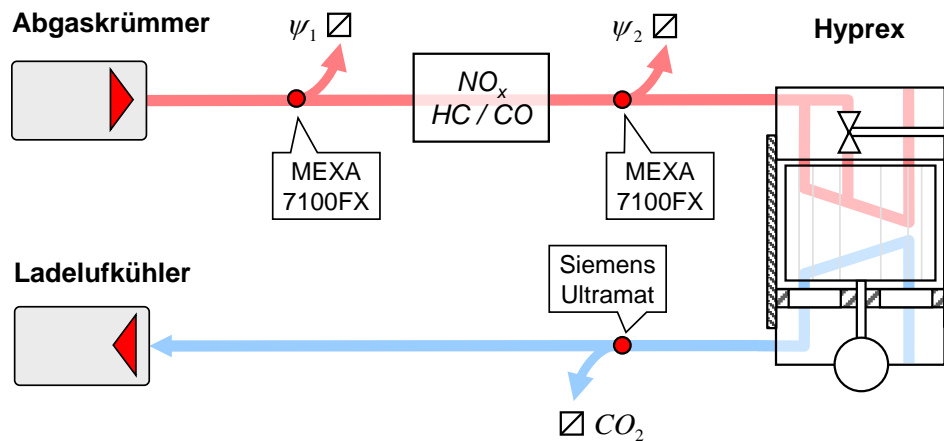 Abgaskrümmer
ψ1
ψ2
Hyprex
NOx
HC / CO
MEXA
7100FX
MEXA
7100FX
Ladelufkühler
Siemens
Ultramat
CO2